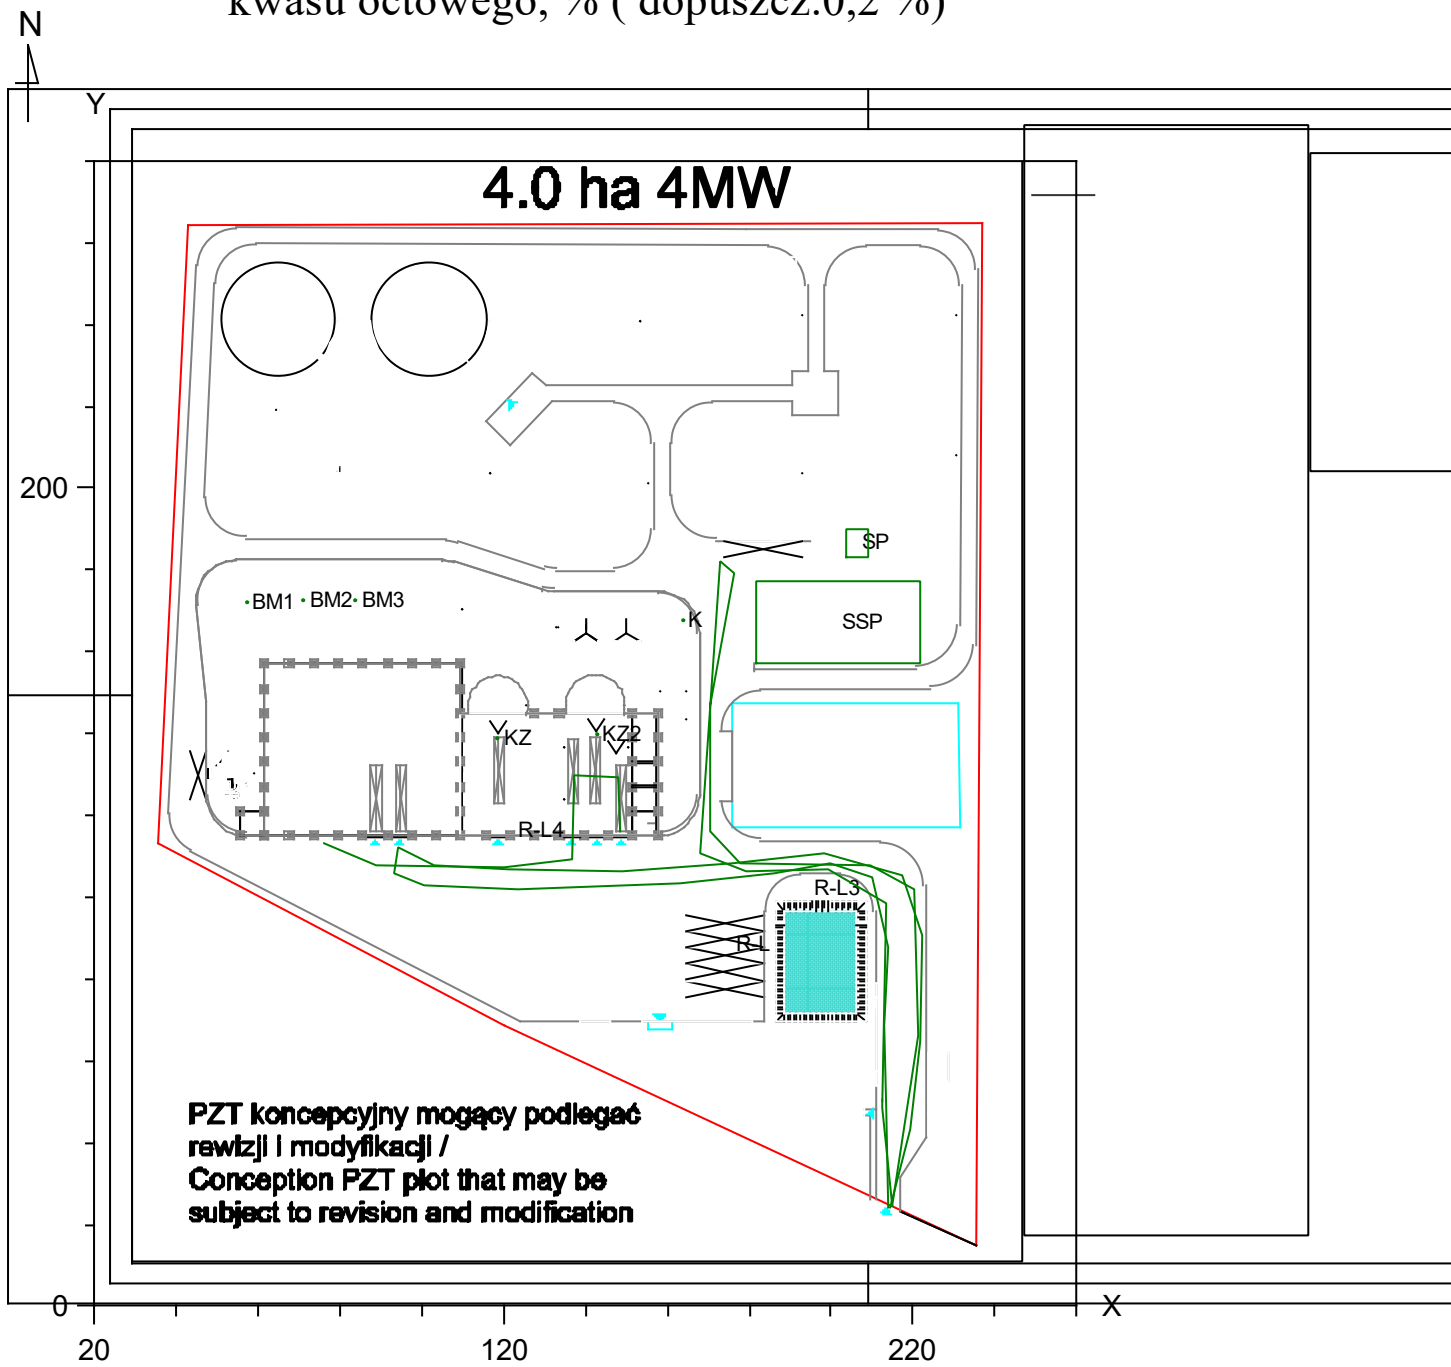 kwasu octowego, % ( dopuszcz.0,2 %)
N
Y
4.0 ha 4MW
200
SP
BM1 BM2 BM3
K
SSP
KZ KZ2
R-L4
R-L3
R-L
PZT koncepcyjny mogący podlegać
rewizji i modyfikacji /
Conception PZT plot that may be
subject to revision and modification
0
X
20 120 220